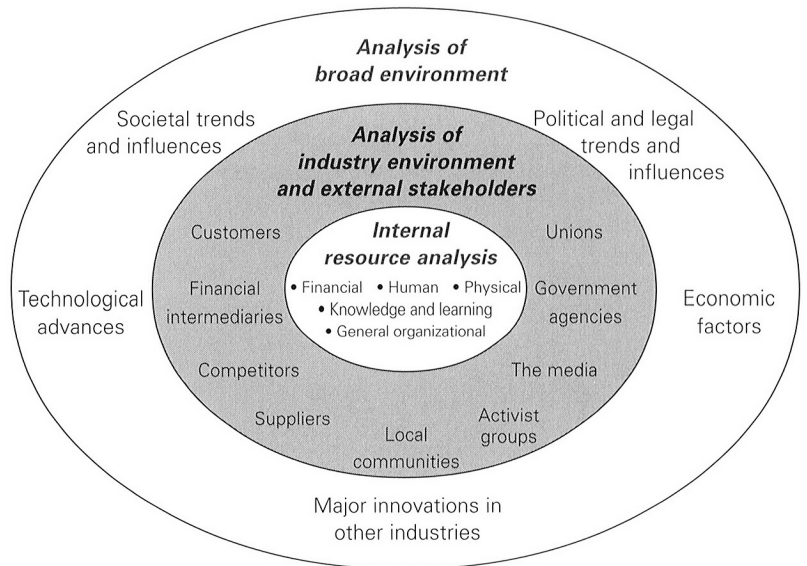 Analysis of
broad environment
Societal trends
and influences
Political and legal
trends and
influences
Analysis of
industry environment
and external stakeholders
Customers
Unions
Internal
resource analysis
• Financial • Human • Physical
• Knowledge and learning
• General organizational
Financial
intermediaries
Government
agencies
Technological
advances
Economic
factors
Competitors
The media
Suppliers
Activist
groups
Local
communities
Major innovations in
other industries